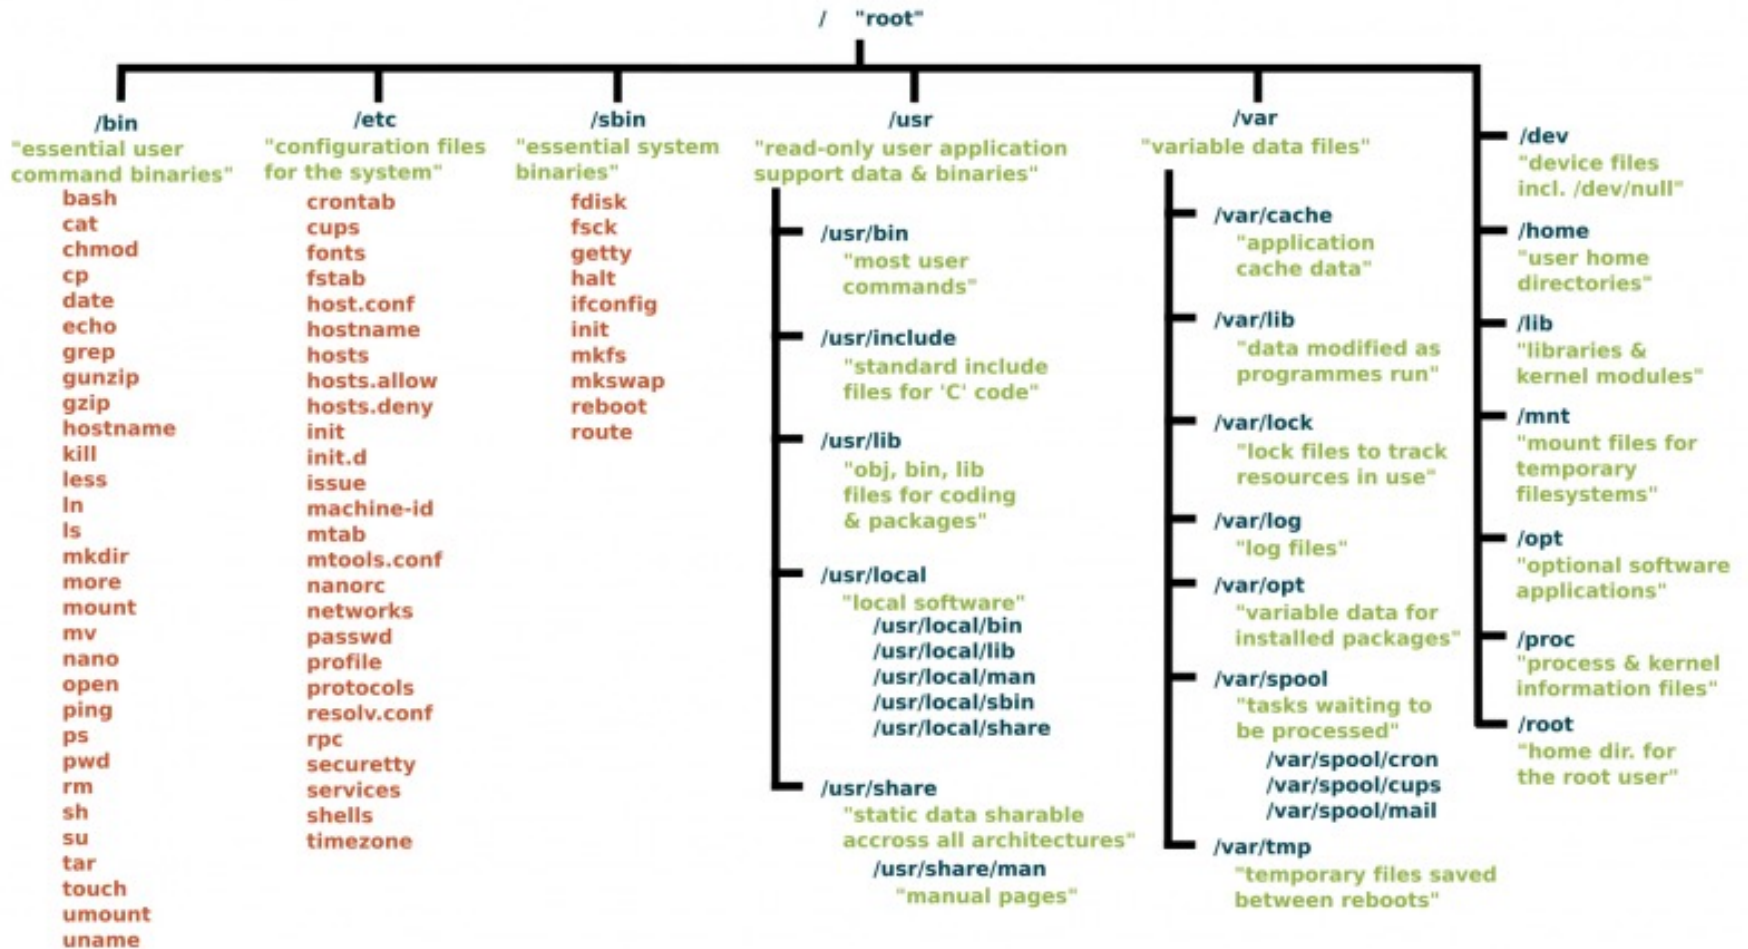 / "root"
/bin
"essential user
command binaries"
bash
cat
chmod
cp
date
echo
grep
gunzip
gzip
hostname
kill
less
ln
ls
mkdir
more
mount
mv
nano
open
ping
ps
pwd
rm
sh
su
tar
touch
umount
uname
/etc
"configuration files
for the system"
crontab
cups
fonts
fstab
host.conf
hostname
hosts
hosts.allow
hosts.deny
init
init.d
issue
machine-id
mtab
mtools.conf
nanorc
networks
passwd
profile
protocols
resolv.conf
rpc
securetty
services
shells
timezone
/sbin
"essential system
binaries"
fdisk
fsck
getty
halt
ifconfig
init
mkfs
mkswap
reboot
route
/usr
"read-only user application
support data & binaries"
/usr/bin
"most user
commands"
/usr/include
"standard include
files for 'C' code"
/usr/lib
"obj, bin, lib
files for coding
& packages"
/usr/local
"local software"
/usr/local/bin
/usr/local/lib
/usr/local/man
/usr/local/sbin
/usr/local/share
/usr/share
"static data sharable
accross all architectures"
/usr/share/man
"manual pages"
/var
"variable data files"
/var/cache
"application
cache data"
/var/lib
"data modified as
programmes run"
/var/lock
"lock files to track
resources in use"
/var/log
"log files"
/var/opt
"variable data for
installed packages"
/var/spool
"tasks waiting to
be processed"
/var/spool/cron
/var/spool/cups
/var/spool/mail
/var/tmp
"temporary files saved
between reboots"
/dev
"device files
incl. /dev/null"
/home
"user home
directories"
/lib
"libraries &
kernel modules"
/mnt
"mount files for
temporary
filesystems"
/opt
"optional software
applications"
/proc
"process & kernel
information files"
/root
"home dir. for
the root user"